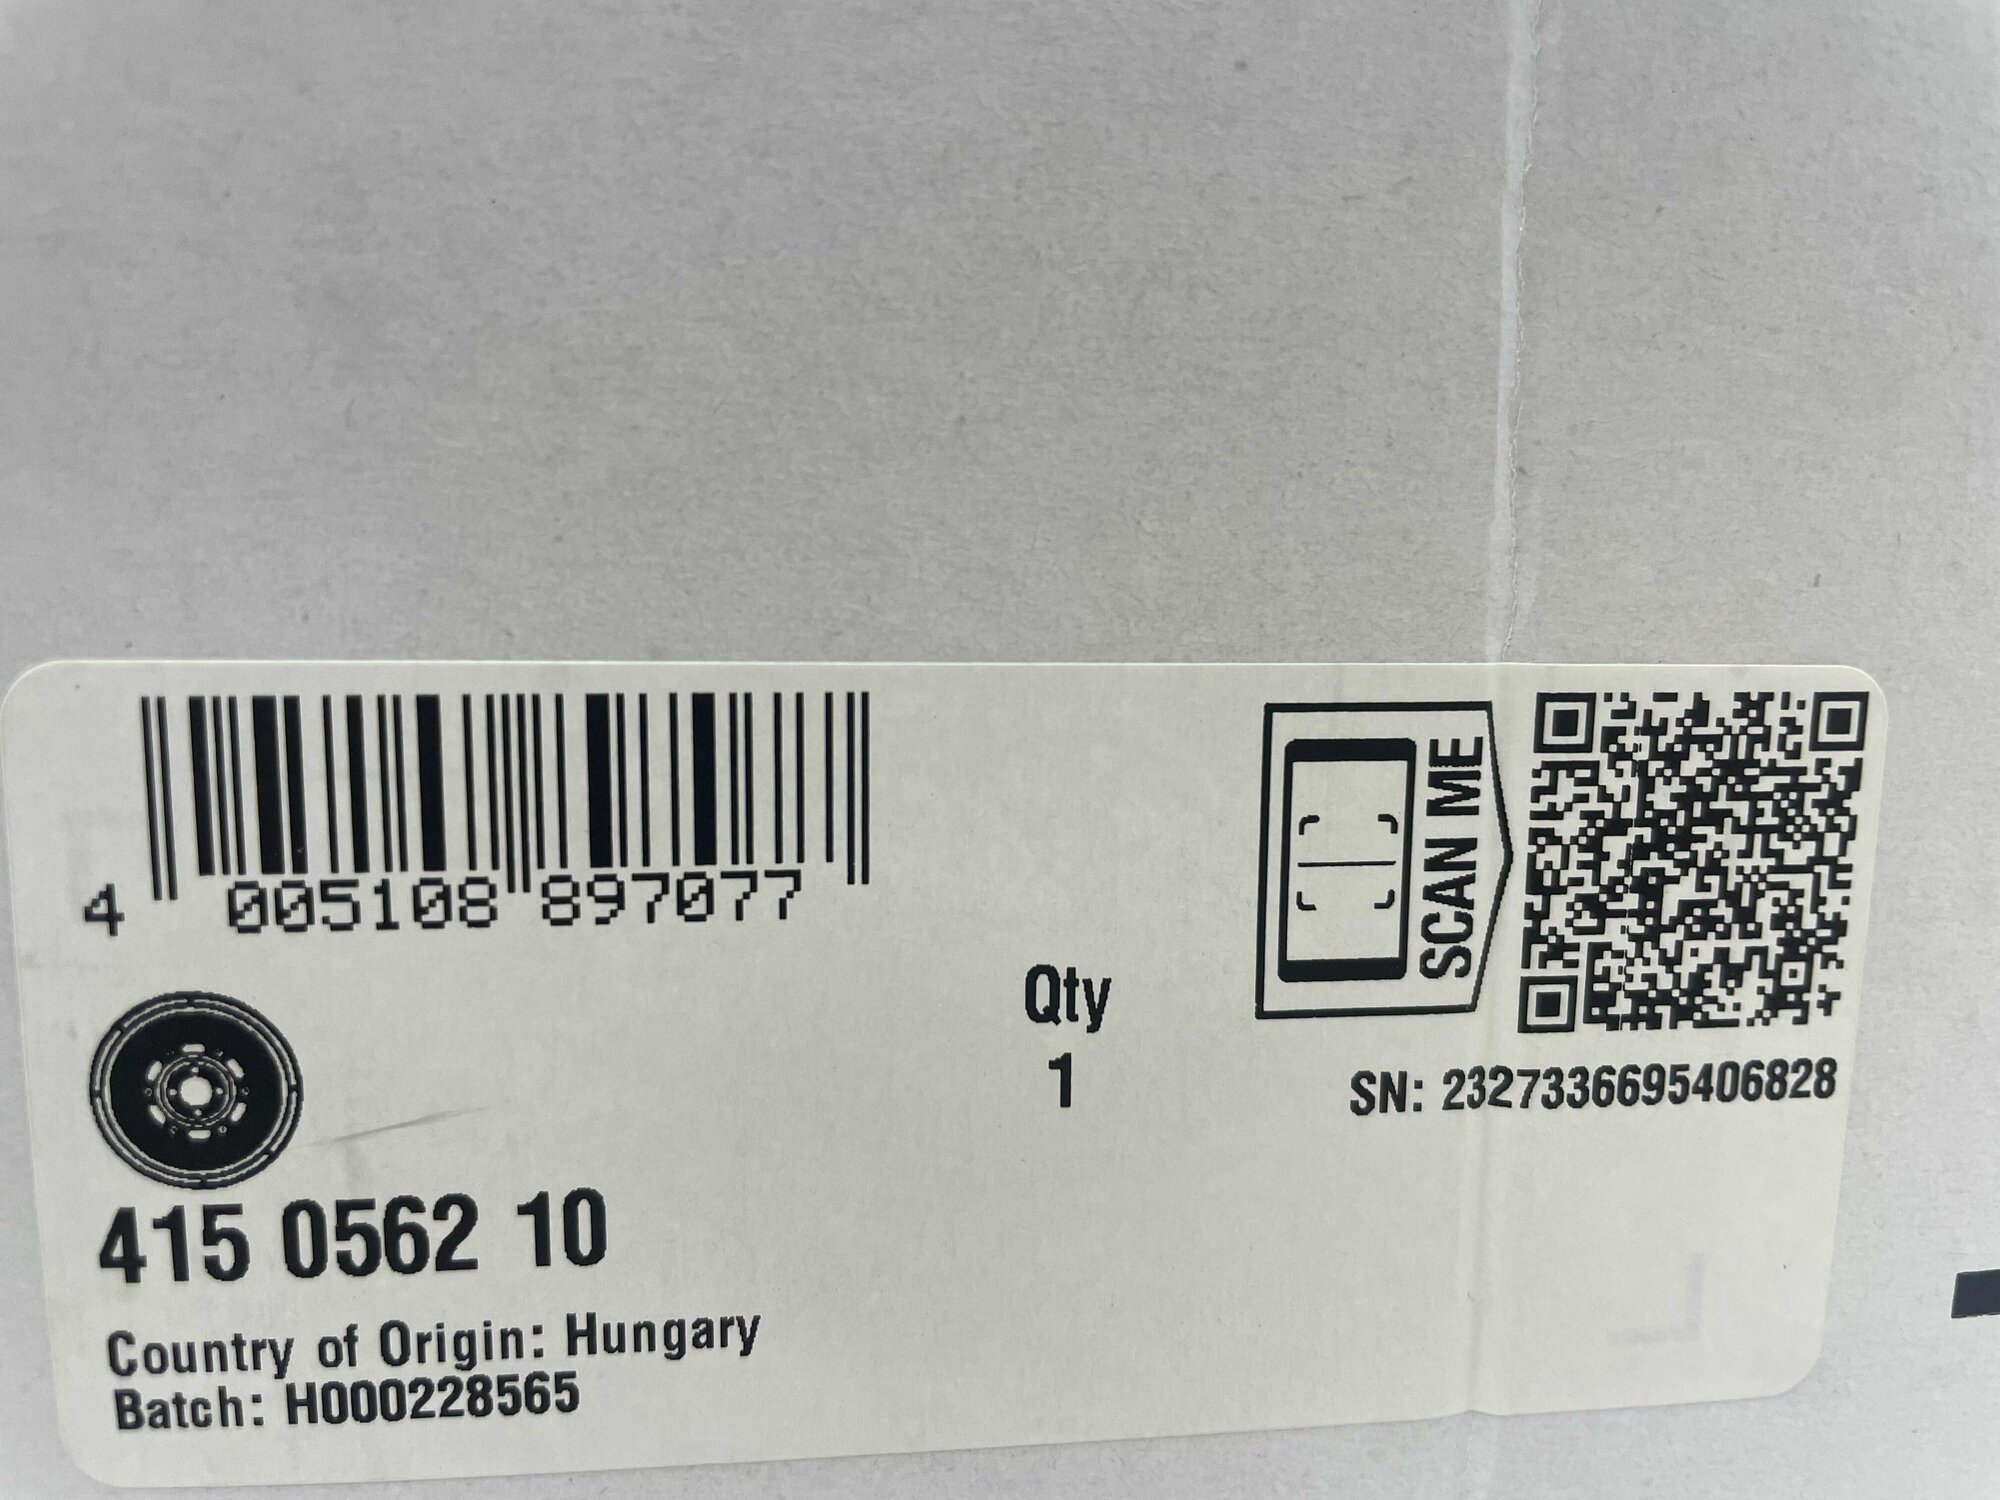 4 005108 897077
SCAN ME
Qty
1
SN: 2327336695406828
415 0562 10
Country of Origin: Hungary
Batch: H000228565